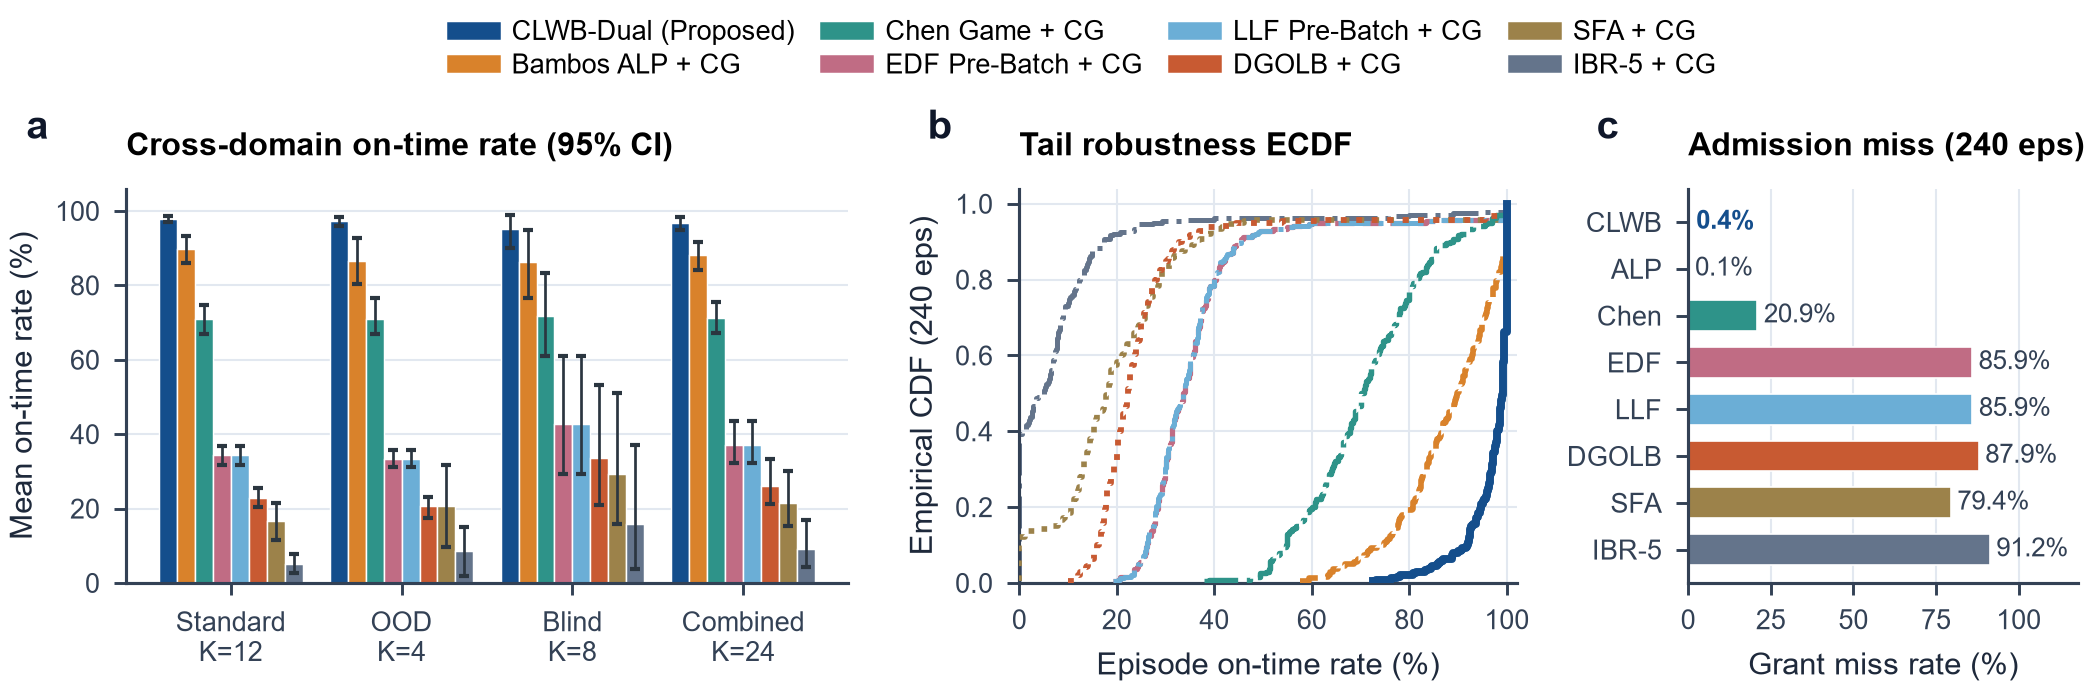 CLWB-Dual (Proposed)
Bambos ALP + CG
Chen Game + CG
EDF Pre-Batch + CG
LLF Pre-Batch + CG
DGOLB + CG
SFA + CG
IBR-5 + CG
a
Cross-domain on-time rate (95% CI)
Mean on-time rate (%)
100
80
60
40
20
0
Standard
K=12
OOD
K=4
Blind
K=8
Combined
K=24
b
Tail robustness ECDF
Empirical CDF (240 eps)
1.0
0.8
0.6
0.4
0.2
0.0
0 20 40 60 80 100
Episode on-time rate (%)
c
Admission miss (240 eps)
CLWB 0.4%
ALP 0.1%
Chen 20.9%
EDF 85.9%
LLF 85.9%
DGOLB 87.9%
SFA 79.4%
IBR-5 91.2%
0 25 50 75 100
Grant miss rate (%)